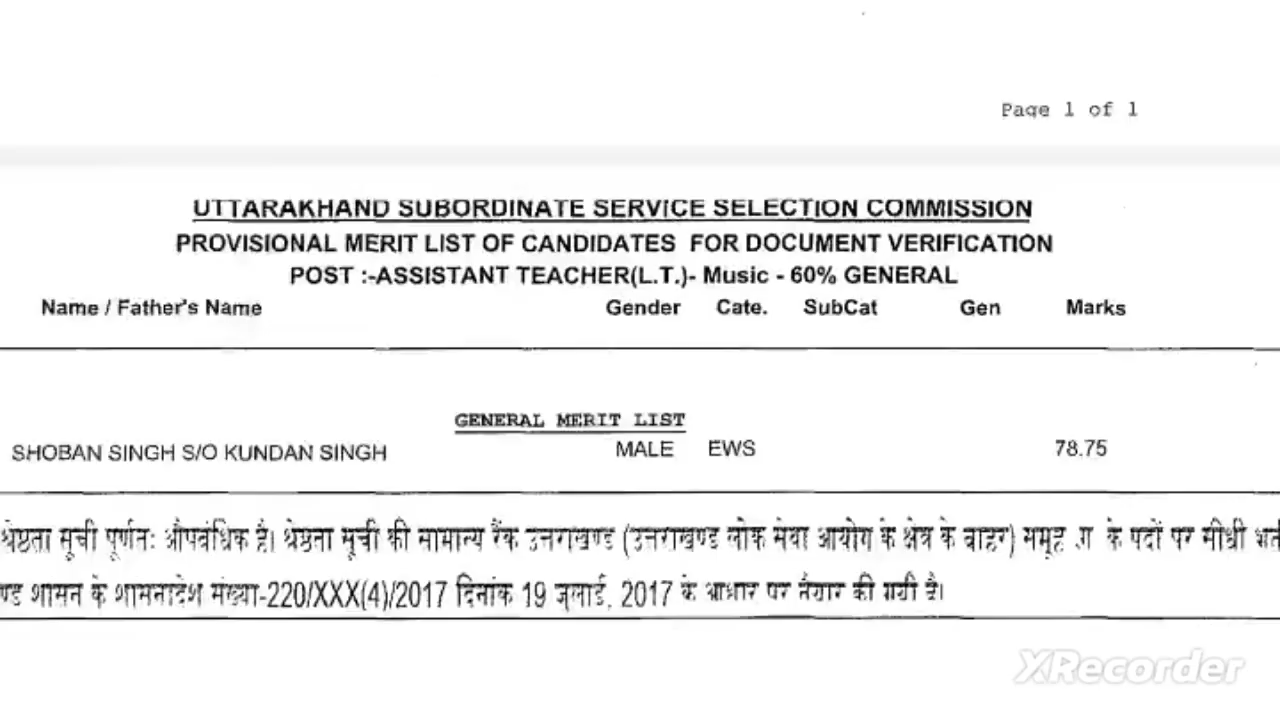 Page 1 of 1
UTTARAKHAND SUBORDINATE SERVICE SELECTION COMMISSION
PROVISIONAL MERIT LIST OF CANDIDATES FOR DOCUMENT VERIFICATION
POST :-ASSISTANT TEACHER(L.T.)- Music - 60% GENERAL
Name / Father's Name Gender Cate. SubCat Gen Marks
GENERAL MERIT LIST
SHOBAN SINGH S/O KUNDAN SINGH MALE EWS 78.75
श्रेष्ठता सूची पूर्णतः औपबंधिक है। श्रेष्ठता सूची की सामान्य रैंक उत्तराखण्ड (उत्तराखण्ड लोक सेवा आयोग के क्षेत्र के बाहर) समूह .ग के पदों पर सीधी
शासन के शासनादेश संख्या-220/XXX(4)/2017 दिनांक 19 जुलाई, 2017 के आधार पर तैयार की गयी है।
XRecorder